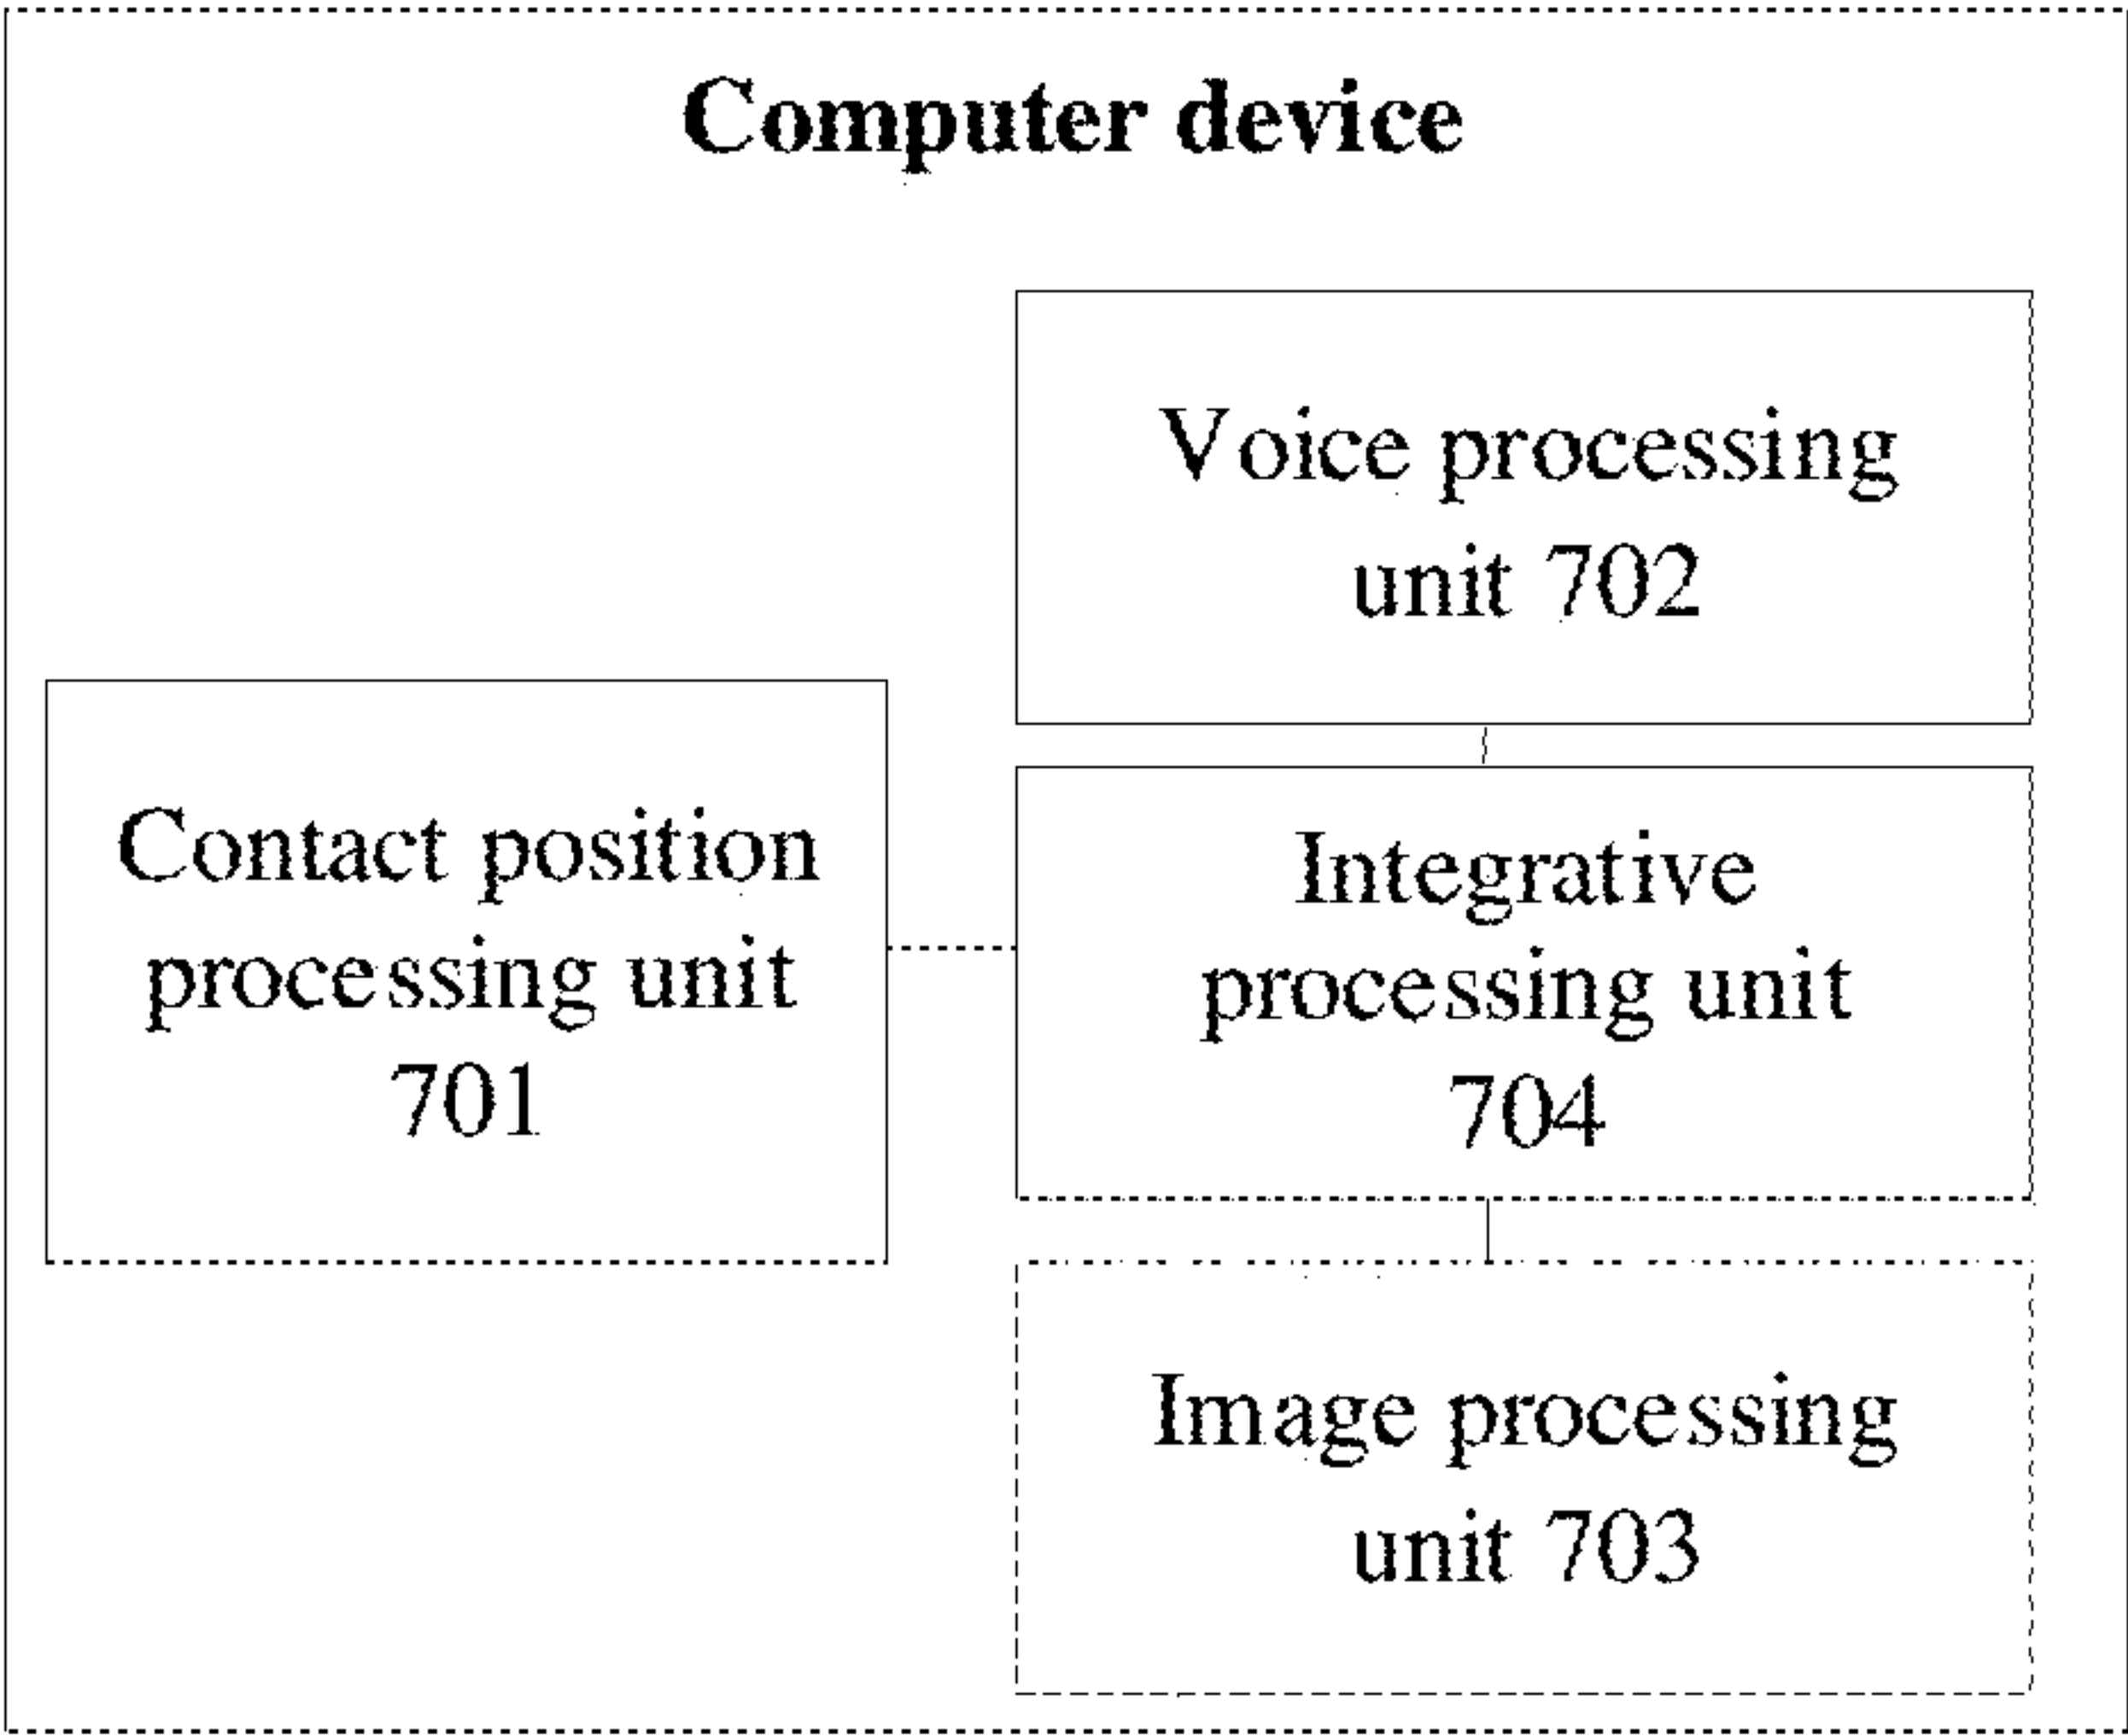 Computer device
Voice processing
unit 702
Contact position
processing unit
701
Integrative
processing unit
704
Image processing
unit 703